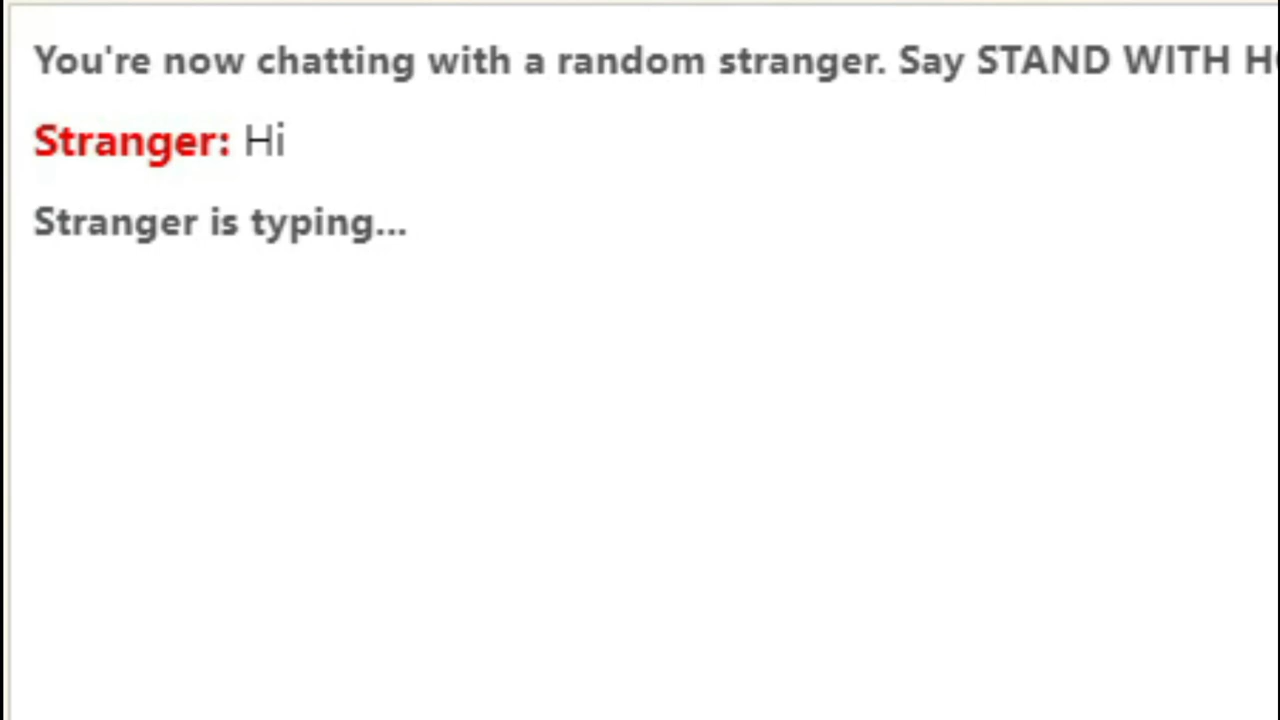 You're now chatting with a random stranger. Say STAND WITH
Stranger: Hi
Stranger is typing...